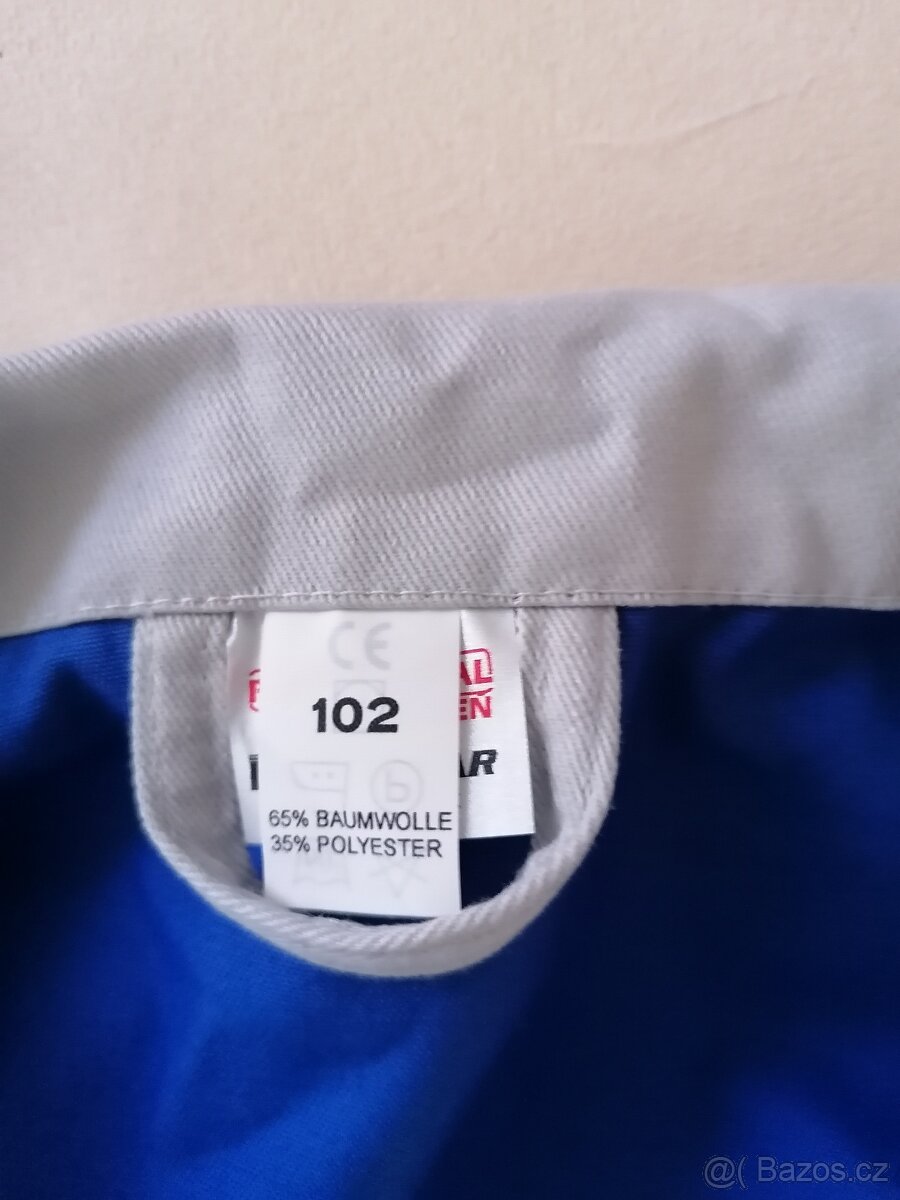 CE
102
65% BAUMWOLLE
35% POLYESTER
@( Bazos.cz